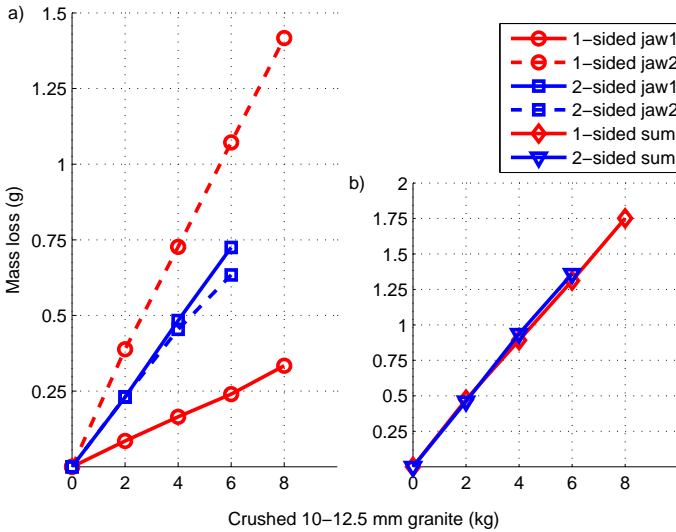 a)
1.5
1.25
1
0.75
0.5
0.25
0
0 2 4 6 8
Mass loss (g)
1−sided jaw1
1−sided jaw2
2−sided jaw1
2−sided jaw2
1−sided sum
2−sided sum
b)
2
1.75
1.5
1.25
1
0.75
0.5
0.25
0 2 4 6 8
Crushed 10−12.5 mm granite (kg)